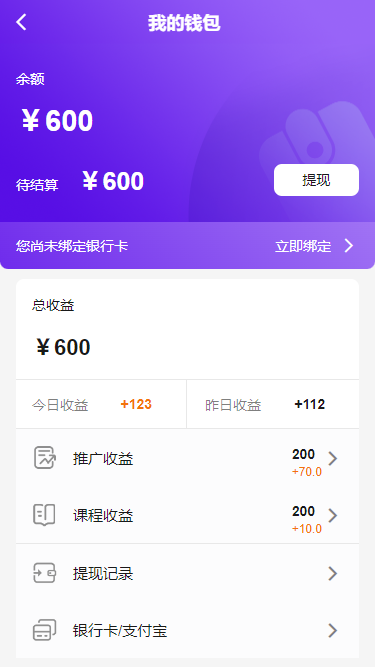 我的钱包
余额
￥600
待结算 ￥600 提现
您尚未绑定银行卡 立即绑定
总收益
￥600
今日收益 +123 昨日收益 +112
推广收益 200
+70.0
课程收益 200
+10.0
提现记录
银行卡/支付宝